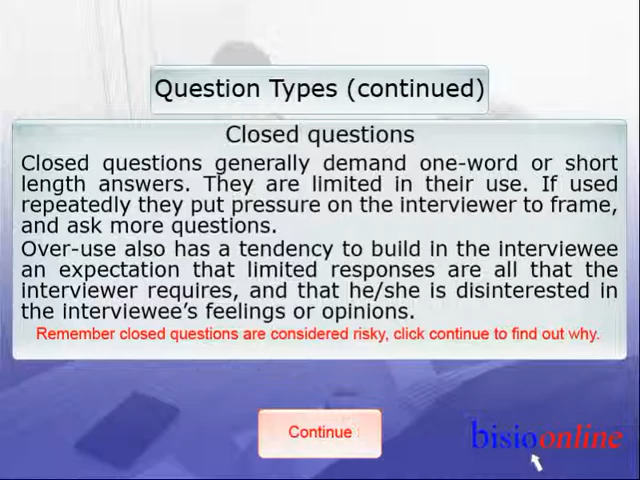 Question Types (continued)
Closed questions
Closed questions generally demand one-word or short
length answers. They are limited in their use. If used
repeatedly they put pressure on the interviewer to frame,
and ask more questions.
Over-use also has a tendency to build in the interviewee
an expectation that limited responses are all that the
interviewer requires, and that he/she is disinterested in
the interviewee's feelings or opinions.
Remember closed questions are considered risky, click continue to find out why.
Continue
bisioonline